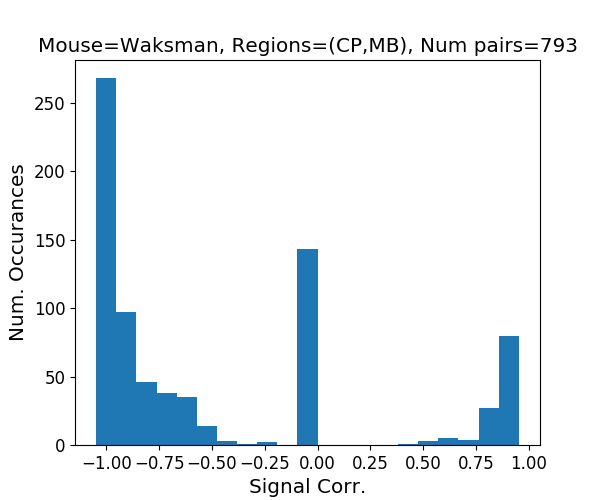 Mouse=Waksman, Regions=(CP,MB), Num pairs=793
250
200
150
100
50
0
Num. Occurances
−1.00 −0.75 −0.50 −0.25 0.00 0.25 0.50 0.75 1.00
Signal Corr.